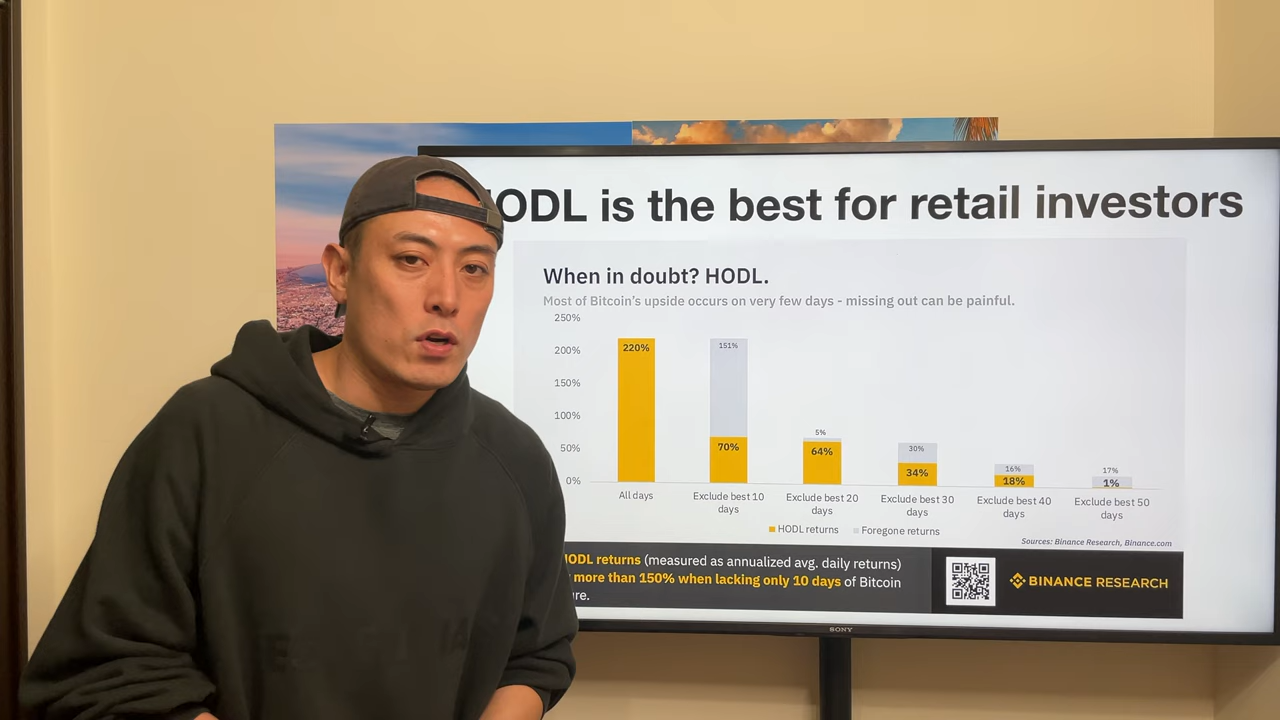 ODL is the best for retail investors
When in doubt? HODL.
Most of Bitcoin's upside occurs on very few days - missing out can be painful.
250%
200%
150%
100%
50%
0%
220%
151%
70%
5%
64%
30%
34%
16%
18%
17%
1%
All days
Exclude best 10 days
Exclude best 20 days
Exclude best 30 days
Exclude best 40 days
Exclude best 50 days
HODL returns
Foregone returns
Sources: Binance Research, Binance.com
ODL returns (measured as annualized avg. daily returns)
more than 150% when lacking only 10 days of Bitcoin
BINANCE RESEARCH
SONY